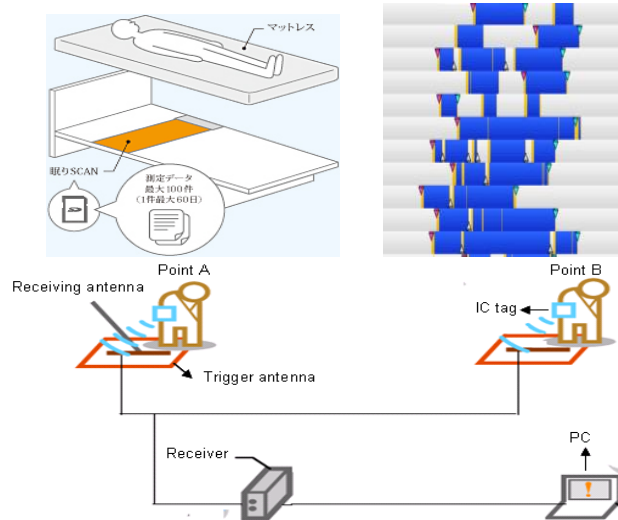 マットレス
眠りSCAN
測定データ
最大100件
(1件最大60日)
Point A
Point B
Receiving antenna
IC tag
Trigger antenna
Receiver
PC